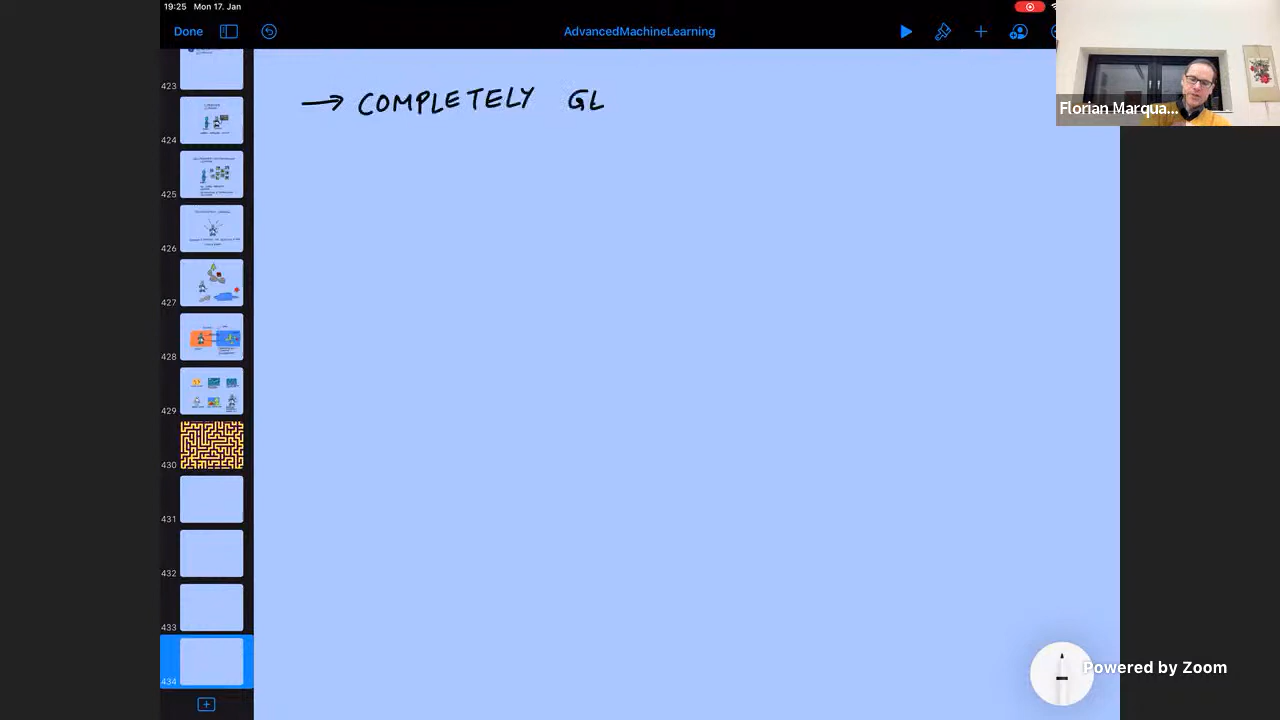 19:25 Mon 17. Jan
Done
AdvancedMachineLearning
→ COMPLETELY GL
Florian Marqua...
423
424
425
426
427
428
429
430
431
432
433
434
Powered by Zoom